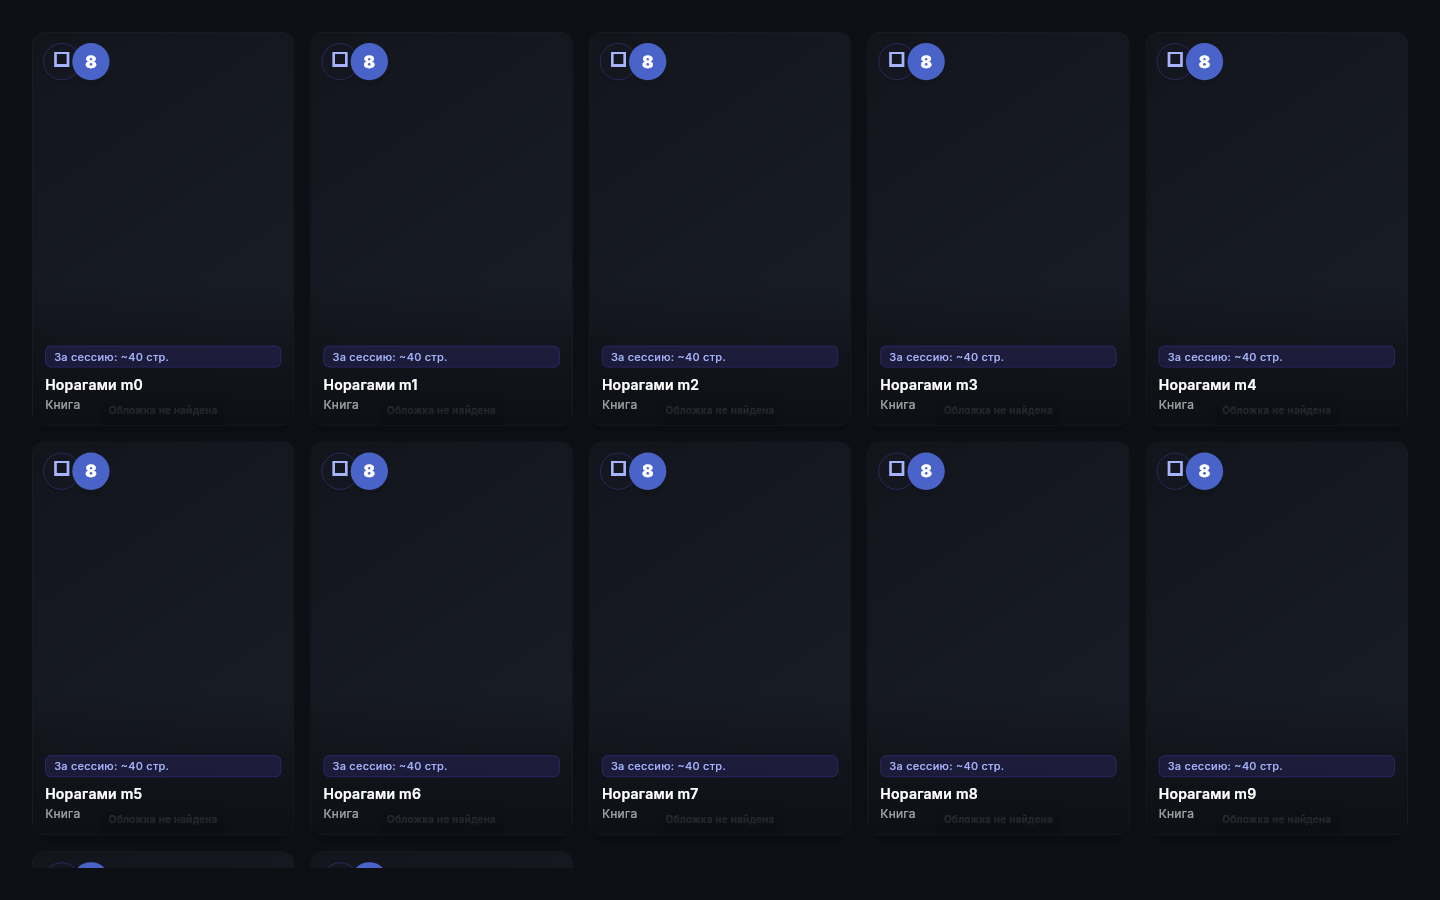 8 8 8 8 8
За сессию: ~40 стр. За сессию: ~40 стр. За сессию: ~40 стр. За сессию: ~40 стр. За сессию: ~40 стр.
Норагами m0 Норагами m1 Норагами m2 Норагами m3 Норагами m4
Книга Обложка не найдена Книга Обложка не найдена Книга Обложка не найдена Книга Обложка не найдена Книга Обложка не найдена
8 8 8 8 8
За сессию: ~40 стр. За сессию: ~40 стр. За сессию: ~40 стр. За сессию: ~40 стр. За сессию: ~40 стр.
Норагами m5 Норагами m6 Норагами m7 Норагами m8 Норагами m9
Книга Обложка не найдена Книга Обложка не найдена Книга Обложка не найдена Книга Обложка не найдена Книга Обложка не найдена